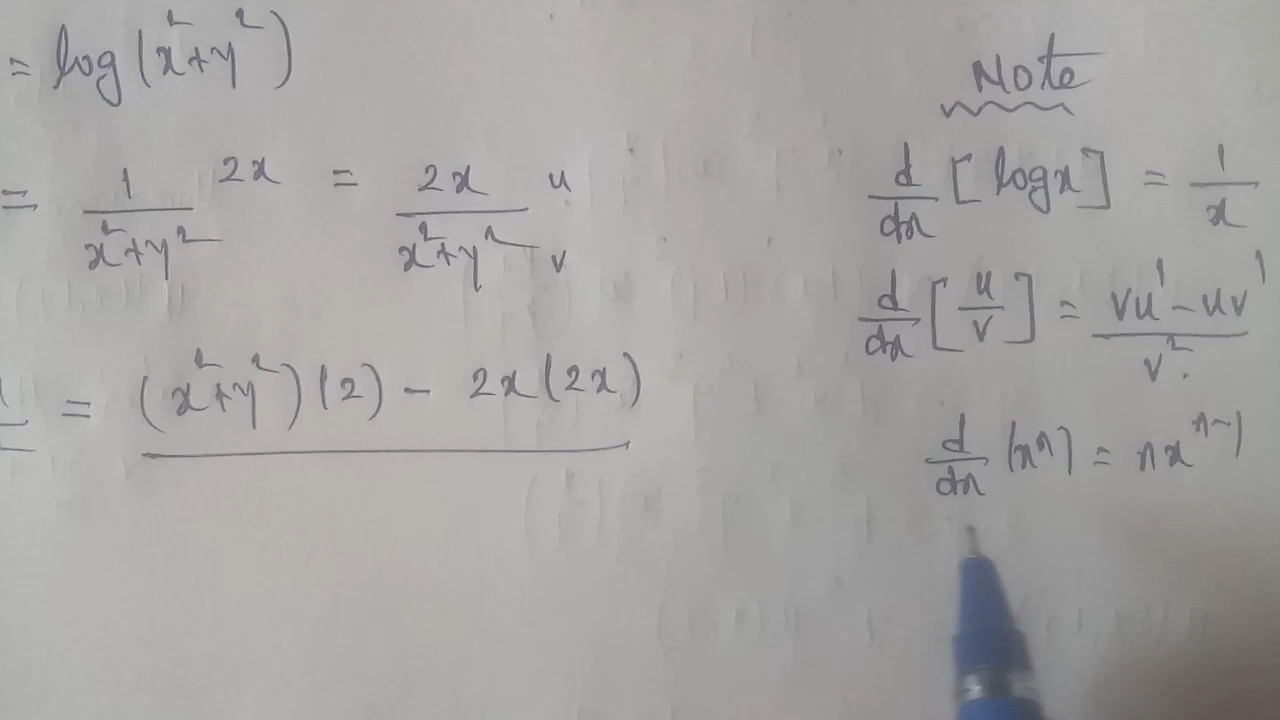 = log(x²+y²)
= 1/(x²+y²) 2x = 2x/(x²+y²) u v
= (x²+y²)(2) - 2x(2x)
Note
d/dx [logx] = 1/x
d/dx [u/v] = (vu' - uv')/v².
d/dx (xⁿ) = nxⁿ⁻¹